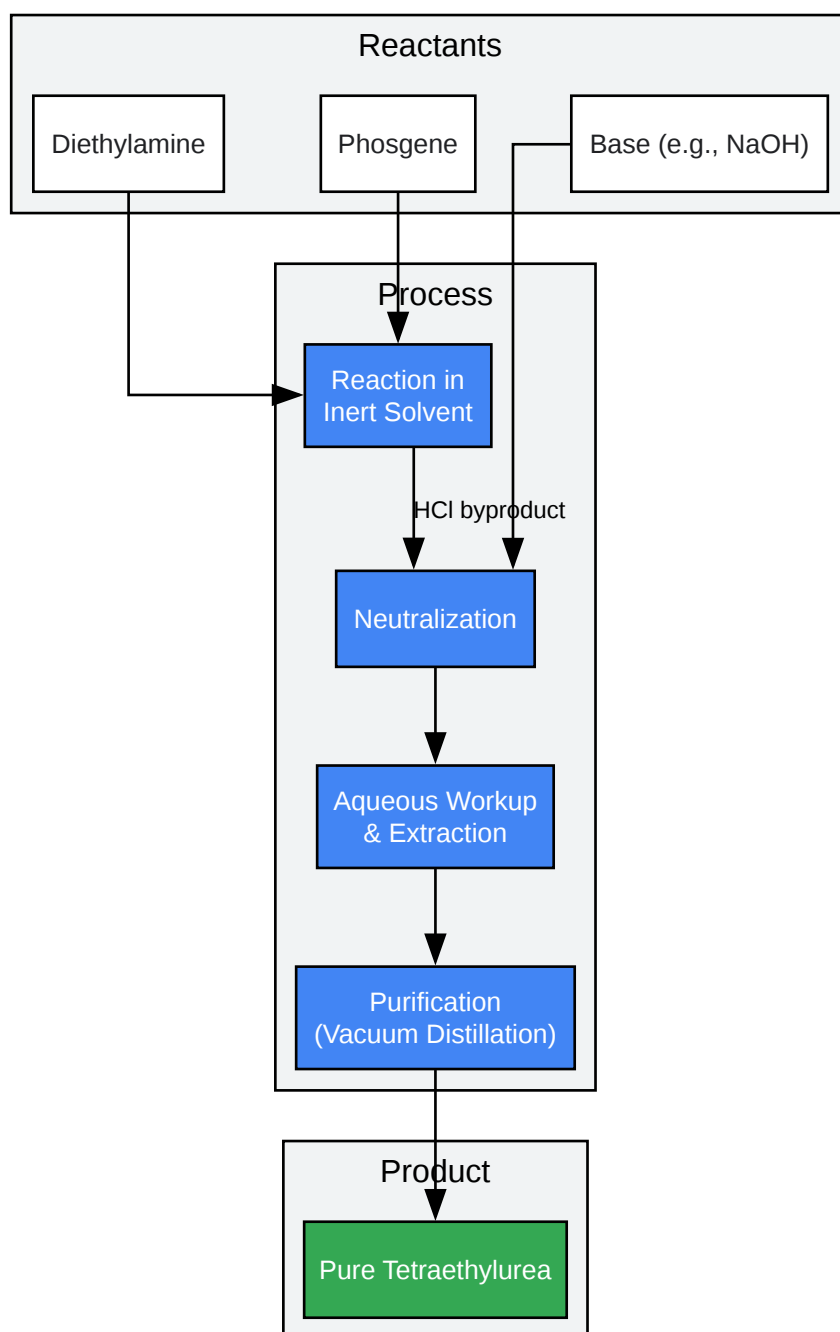 Reactants
Diethylamine
Phosgene
Base (e.g., NaOH)
Process
Reaction in
Inert Solvent
HCl byproduct
Neutralization
Aqueous Workup
& Extraction
Purification
(Vacuum Distillation)
Product
Pure Tetraethylurea